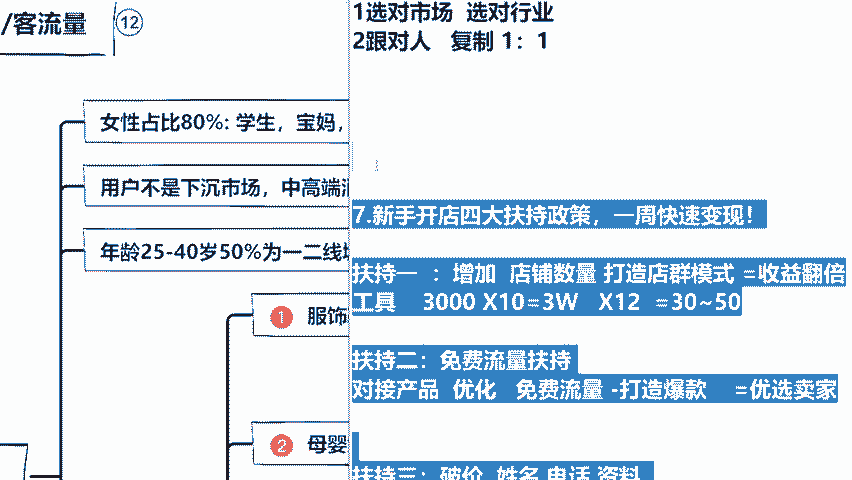 /客流量 12
女性占比80%: 学生，宝妈，
用户不是下沉市场，中高端
年龄25-40岁50%为一二线
1 服饰
2 母婴
1选对市场 选对行业
2跟对人 复制 1：1
7.新手开店四大扶持政策，一周快速变现！
扶持一 ：增加 店铺数量 打造店群模式 =收益翻倍
工具 3000 X10=3W X12 =30~50
扶持二：免费流量扶持
对接产品 优化 免费流量 -打造爆款 =优选卖家
扶持三：破价 姓名 电话 资料